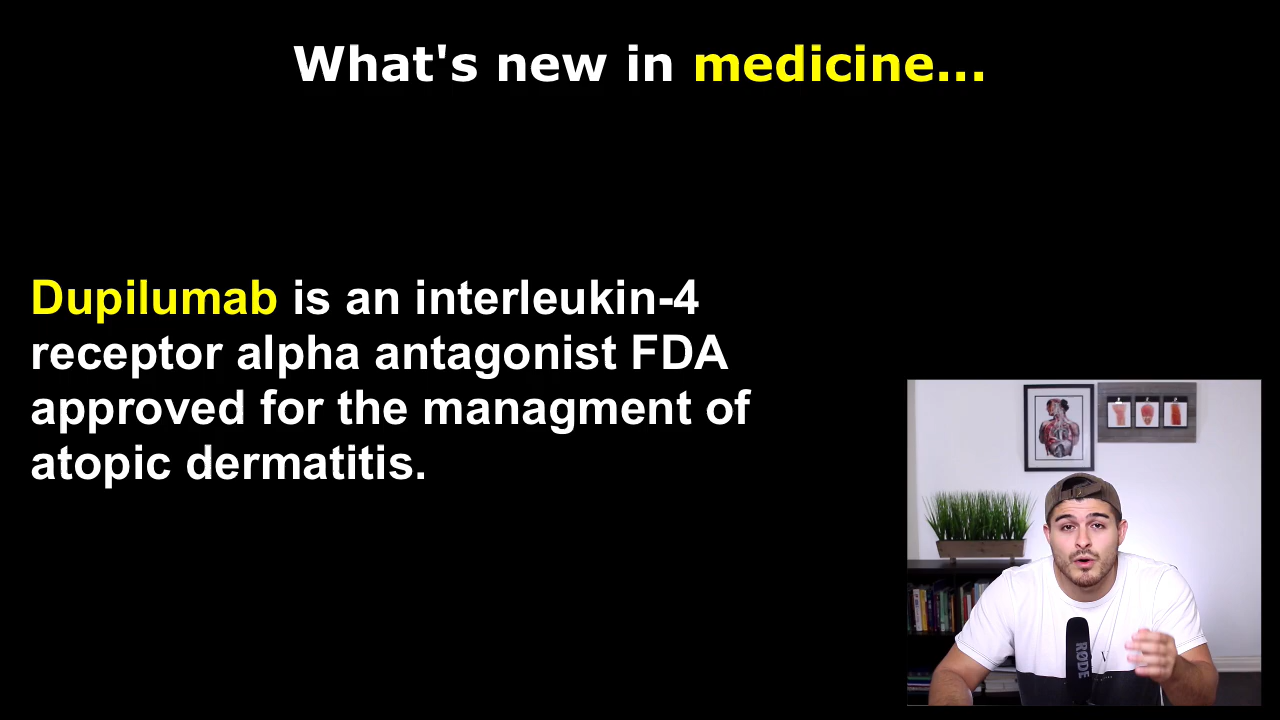 What's new in medicine...
Dupilumab is an interleukin-4
receptor alpha antagonist FDA
approved for the managment of
atopic dermatitis.
RØDE